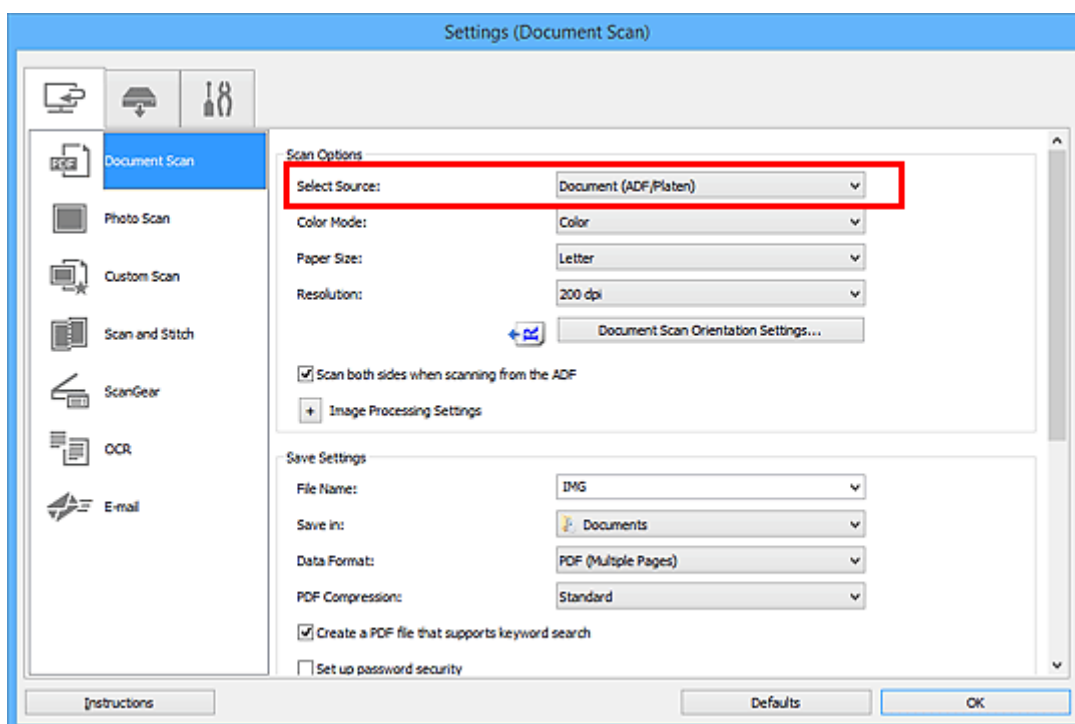 Settings (Document Scan)
PDF
Document Scan
Photo Scan
Custom Scan
Scan and Stitch
ScanGear
OCR
E-mail
Scan Options
Select Source: Document (ADF/Platen)
Color Mode: Color
Paper Size: Letter
Resolution: 200 dpi
R Document Scan Orientation Settings...
Scan both sides when scanning from the ADF
+ Image Processing Settings
Save Settings
File Name: IMG
Save in: Documents
Data Format: PDF (Multiple Pages)
PDF Compression: Standard
Create a PDF file that supports keyword search
Set up password security
Instructions Defaults OK